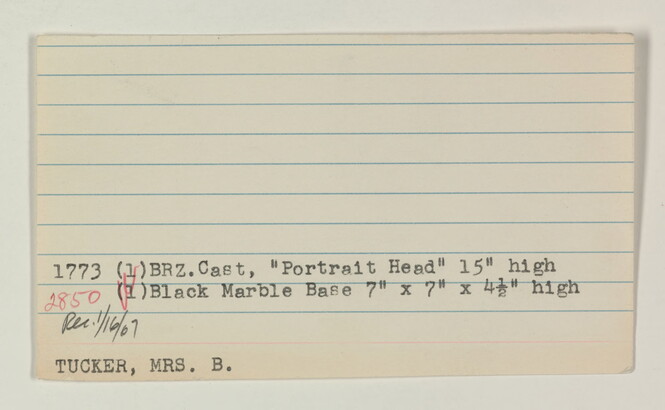 1773 (1)BRZ.Cast, "Portrait Head" 15" high
2850 (1)Black Marble Base 7" x 7" x 4½" high
Rec. 1/16/67
TUCKER, MRS. B.